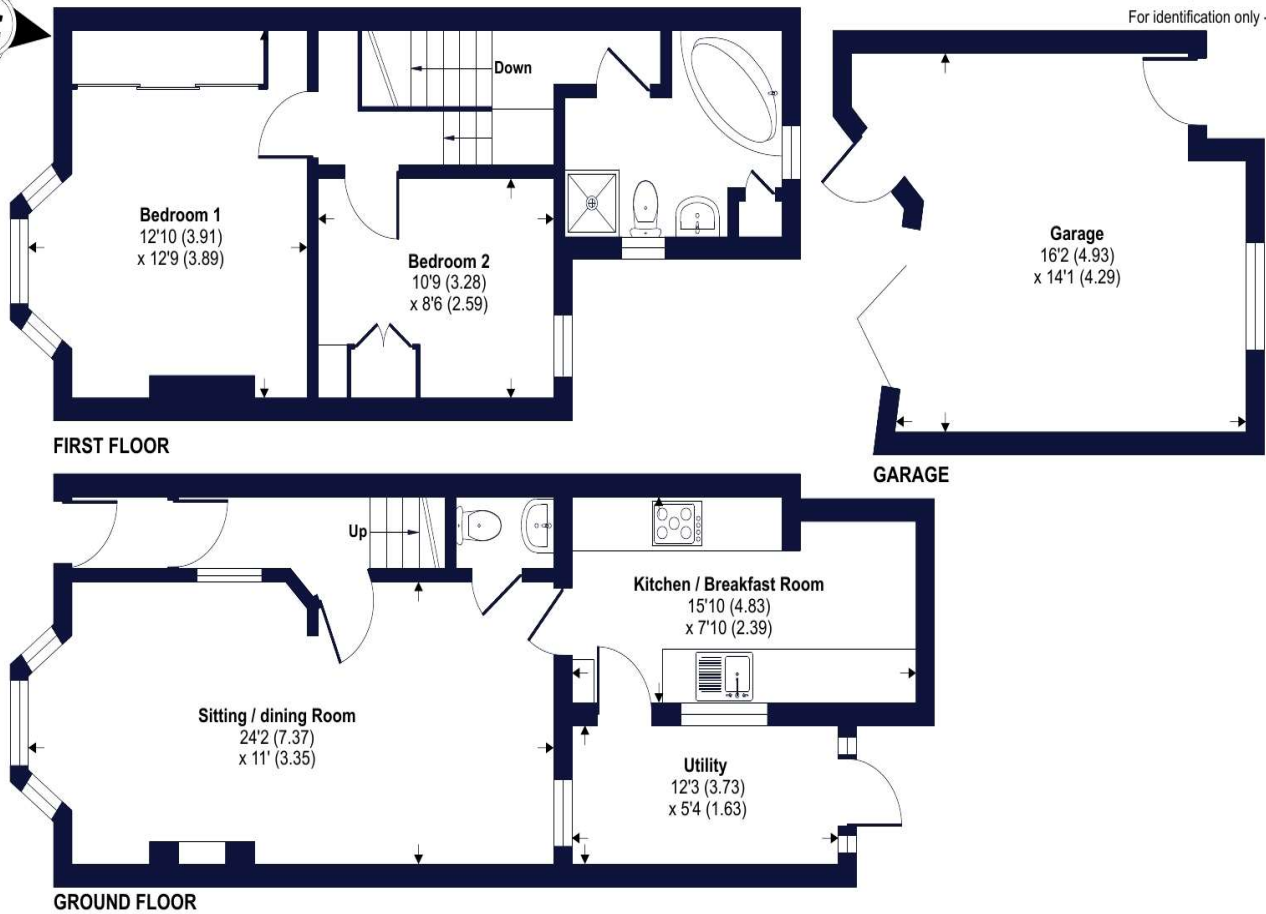 For identification only -
Down
Bedroom 1
12'10 (3.91)
x 12'9 (3.89)
Bedroom 2
10'9 (3.28)
x 8'6 (2.59)
Garage
16'2 (4.93)
x 14'1 (4.29)
FIRST FLOOR
GARAGE
Up
Kitchen / Breakfast Room
15'10 (4.83)
x 7'10 (2.39)
Sitting / dining Room
24'2 (7.37)
x 11' (3.35)
Utility
12'3 (3.73)
x 5'4 (1.63)
GROUND FLOOR